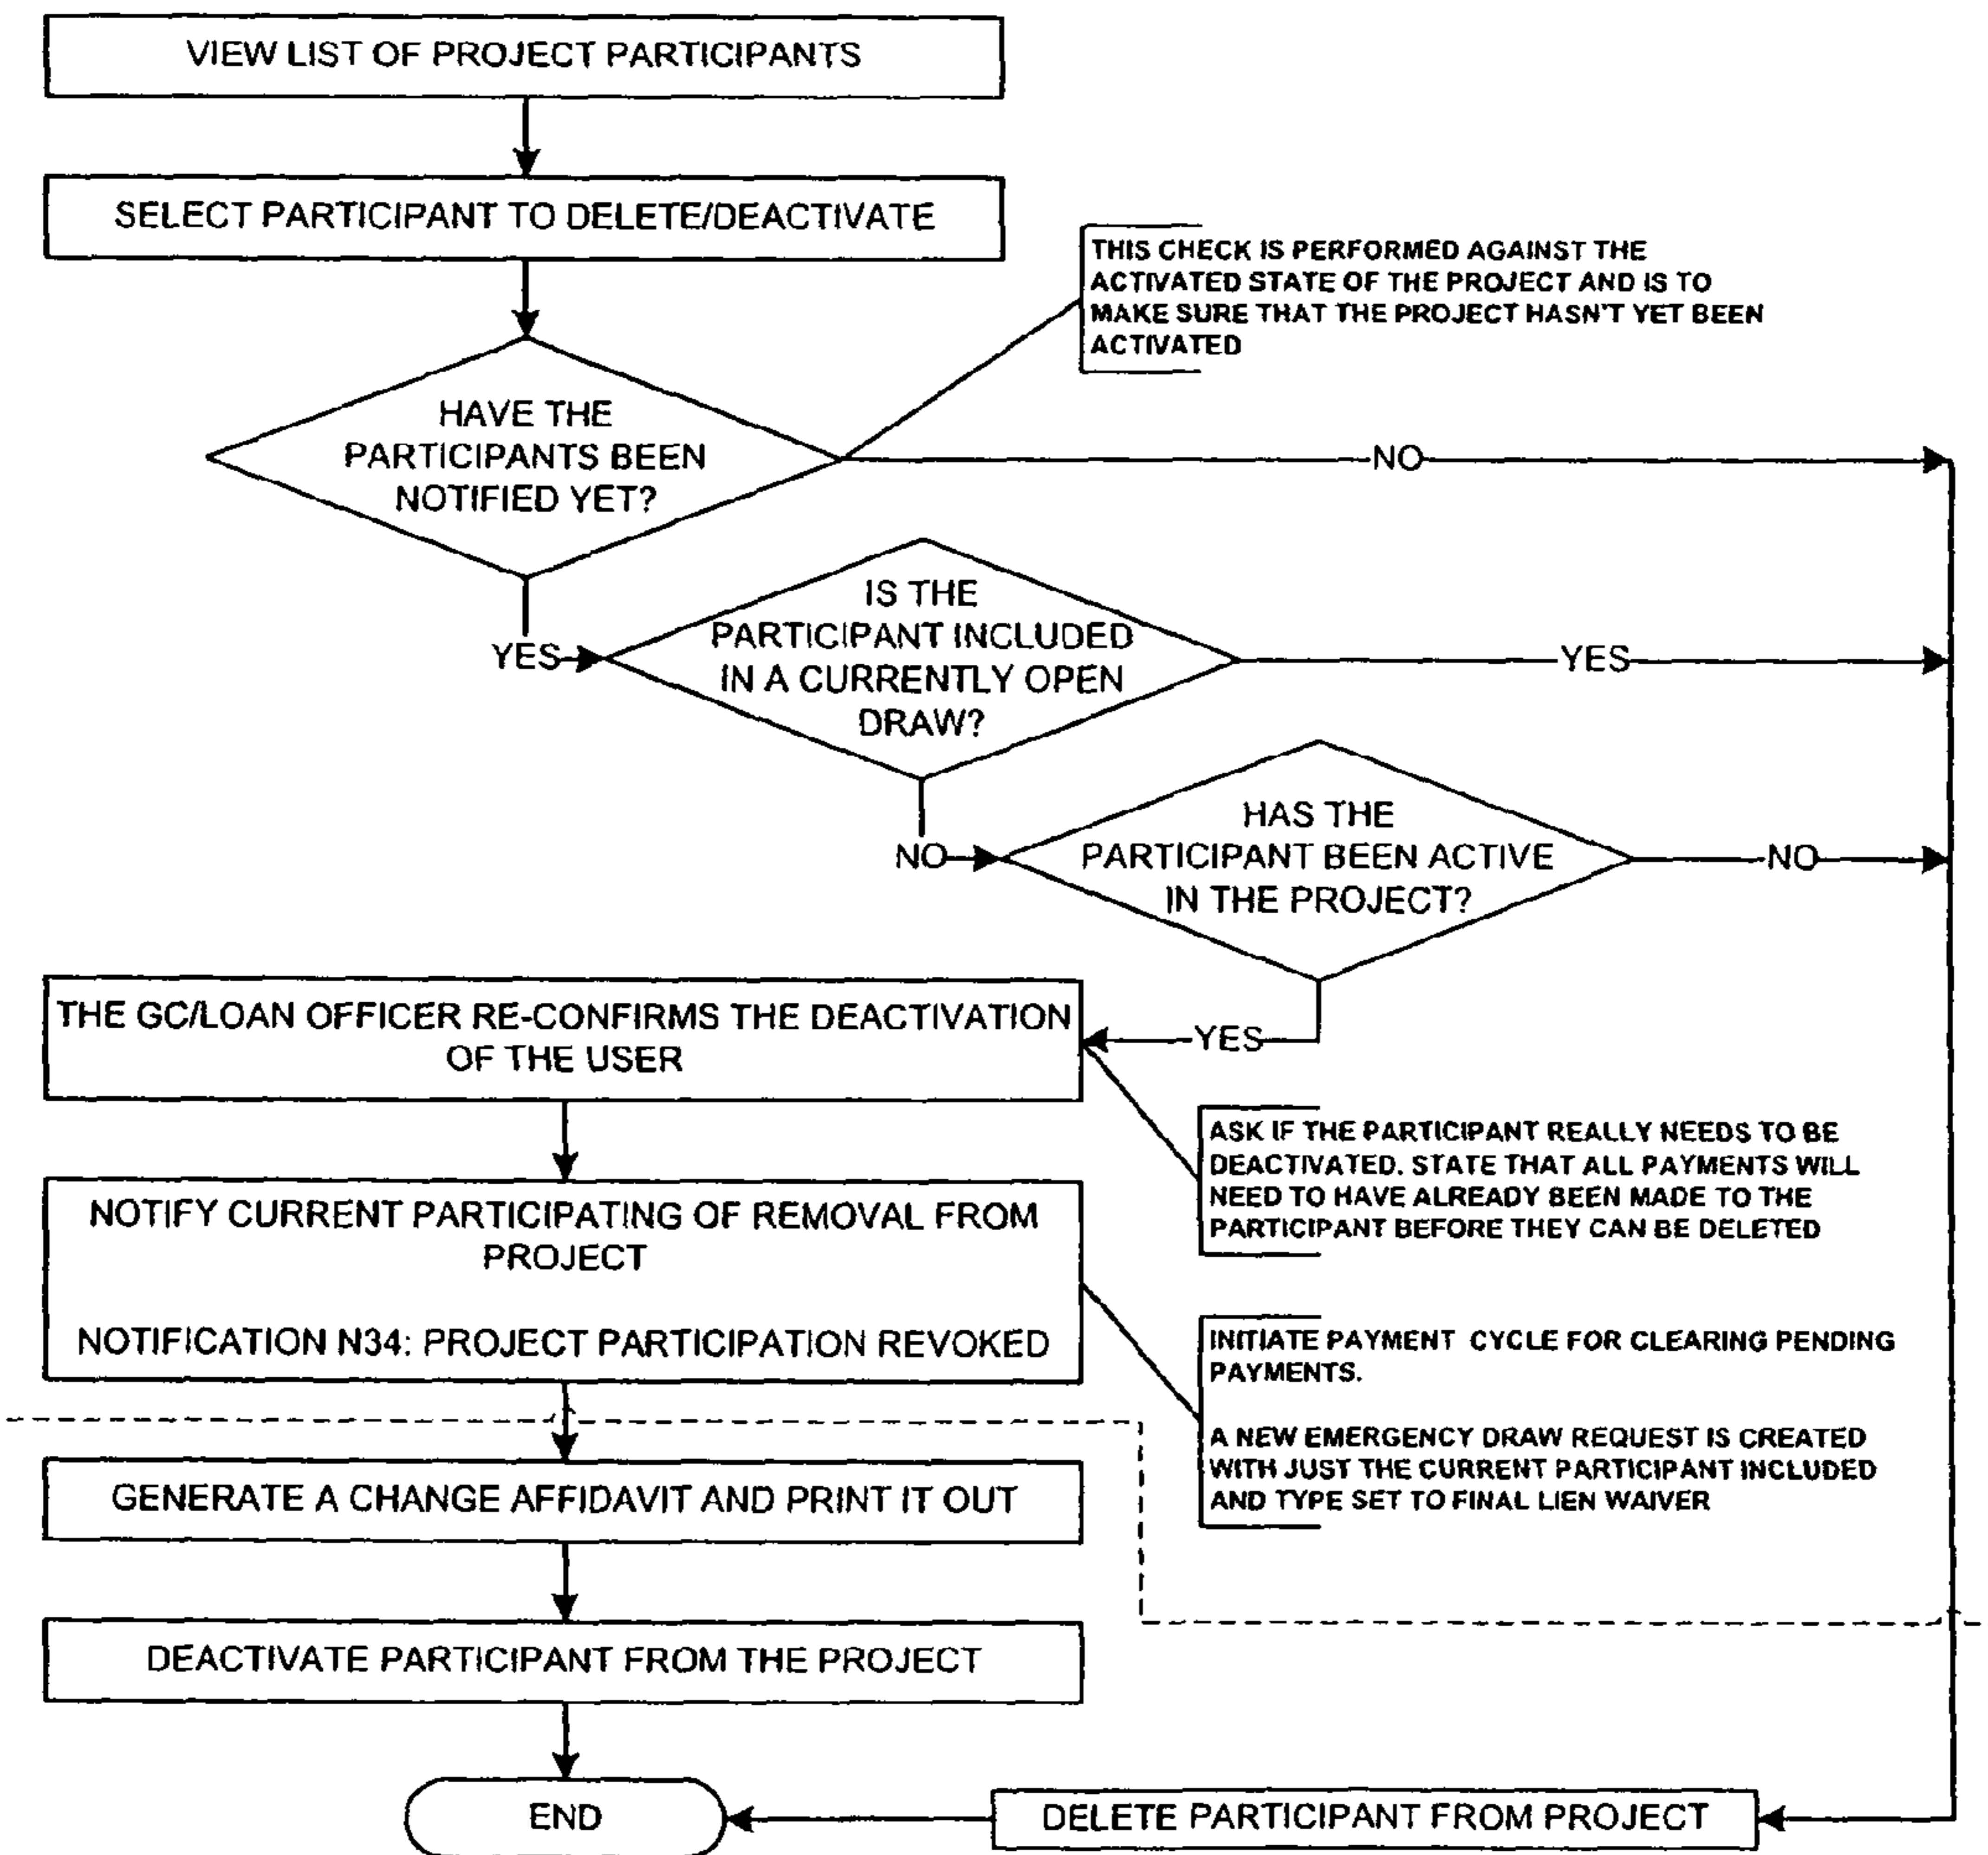 VIEW LIST OF PROJECT PARTICIPANTS
SELECT PARTICIPANT TO DELETE/DEACTIVATE
THIS CHECK IS PERFORMED AGAINST THE
ACTIVATED STATE OF THE PROJECT AND IS TO
MAKE SURE THAT THE PROJECT HASN'T YET BEEN
ACTIVATED
HAVE THE
PARTICIPANTS BEEN
NOTIFIED YET?
NO
YES
IS THE
PARTICIPANT INCLUDED
IN A CURRENTLY OPEN
DRAW?
YES
NO
HAS THE
PARTICIPANT BEEN ACTIVE
IN THE PROJECT?
NO
YES
THE GC/LOAN OFFICER RE-CONFIRMS THE DEACTIVATION
OF THE USER
ASK IF THE PARTICIPANT REALLY NEEDS TO BE
DEACTIVATED. STATE THAT ALL PAYMENTS WILL
NEED TO HAVE ALREADY BEEN MADE TO THE
PARTICIPANT BEFORE THEY CAN BE DELETED
NOTIFY CURRENT PARTICIPATING OF REMOVAL FROM
PROJECT
NOTIFICATION N34: PROJECT PARTICIPATION REVOKED
INITIATE PAYMENT CYCLE FOR CLEARING PENDING
PAYMENTS.
A NEW EMERGENCY DRAW REQUEST IS CREATED
WITH JUST THE CURRENT PARTICIPANT INCLUDED
AND TYPE SET TO FINAL LIEN WAIVER
GENERATE A CHANGE AFFIDAVIT AND PRINT IT OUT
DEACTIVATE PARTICIPANT FROM THE PROJECT
END
DELETE PARTICIPANT FROM PROJECT